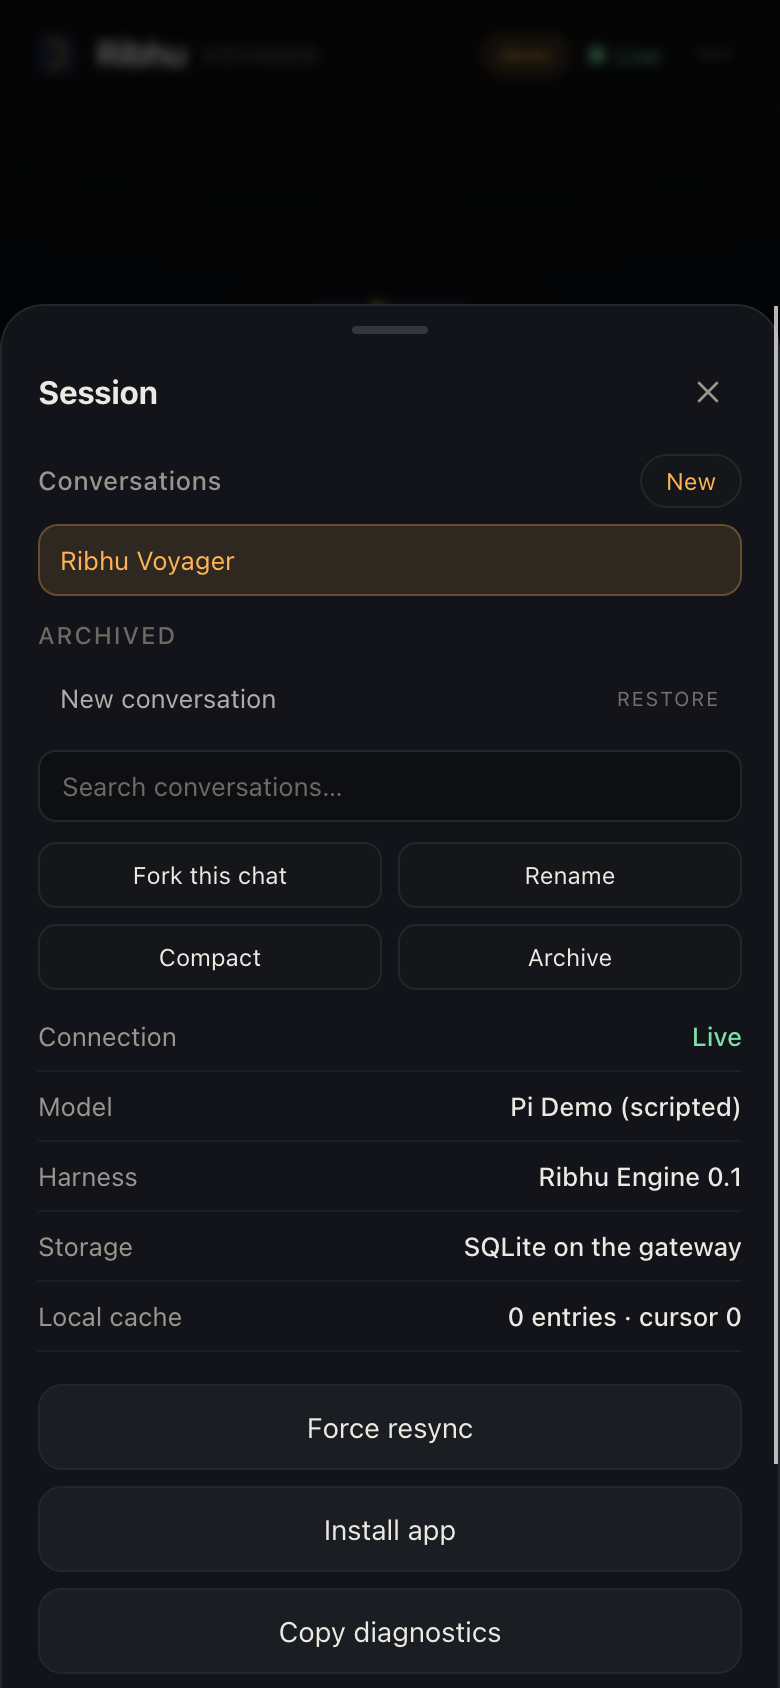 Ribhu
Live
Session
Conversations
New
Ribhu Voyager
ARCHIVED
New conversation
RESTORE
Search conversations...
Fork this chat
Rename
Compact
Archive
Connection
Live
Model
Pi Demo (scripted)
Harness
Ribhu Engine 0.1
Storage
SQLite on the gateway
Local cache
0 entries · cursor 0
Force resync
Install app
Copy diagnostics